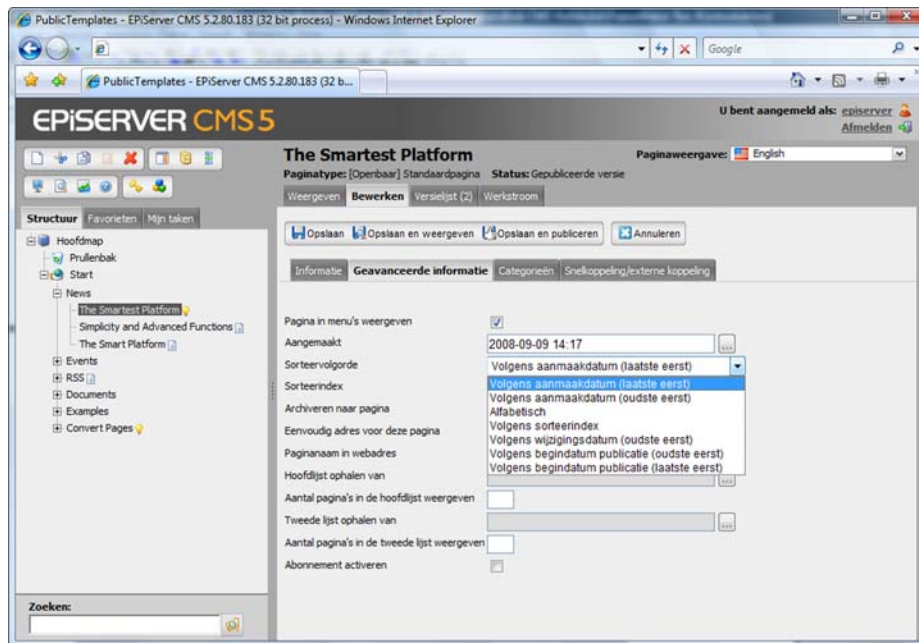 PublicTemplates - EPiServer CMS 5.2.80.183 (32 bit process) - Windows Internet Explorer
Google
PublicTemplates - EPiServer CMS 5.2.80.183 (32 b...
EPiSERVER CMS 5
U bent aangemeld als: episerver
Afmelden
The Smartest Platform
Paginaweergave: English
Paginatype: [Openbaar] Standaardpagina Status: Gepubliceerde versie
Weergeven Bewerken Versielijst (2) Werkstroom
Structuur Favorieten Mijn taken
Hoofdmap
Prullenbak
Start
News
The Smartest Platform
Simplicity and Advanced Functions
The Smart Platform
Events
RSS
Documents
Examples
Convert Pages
Zoeken:
Opslaan Opslaan en weergeven Opslaan en publiceren Annuleren
Informatie Geavanceerde informatie Categorieën Snelkoppeling/externe koppeling
Pagina in menu's weergeven
Aangemaakt 2008-09-09 14:17 ...
Sorteervolgorde Volgens aanmaakdatum (laatste eerst)
Volgens aanmaakdatum (laatste eerst)
Volgens aanmaakdatum (oudste eerst)
Alfabetisch
Volgens sorteerindex
Volgens wijzigingsdatum (oudste eerst)
Volgens begindatum publicatie (oudste eerst)
Volgens begindatum publicatie (laatste eerst)
Sorteerindex
Archiveren naar pagina
Eenvoudig adres voor deze pagina
Paginanaam in webadres
Hoofdlijst ophalen van ...
Aantal pagina's in de hoofdlijst weergeven
Tweede lijst ophalen van ...
Aantal pagina's in de tweede lijst weergeven
Abonnement activeren